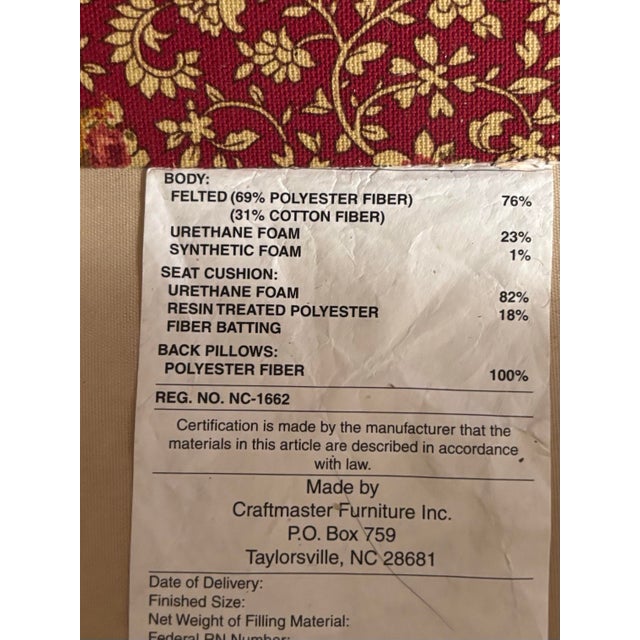 BODY:
FELTED (69% POLYESTER FIBER) 76%
(31% COTTON FIBER)
URETHANE FOAM 23%
SYNTHETIC FOAM 1%
SEAT CUSHION:
URETHANE FOAM 82%
RESIN TREATED POLYESTER 18%
FIBER BATTING
BACK PILLOWS:
POLYESTER FIBER 100%
REG. NO. NC-1662
Certification is made by the manufacturer that the
materials in this article are described in accordance
with law.
Made by
Craftmaster Furniture Inc.
P.O. Box 759
Taylorsville, NC 28681
Date of Delivery:
Finished Size:
Net Weight of Filling Material:
Federal RN Number: